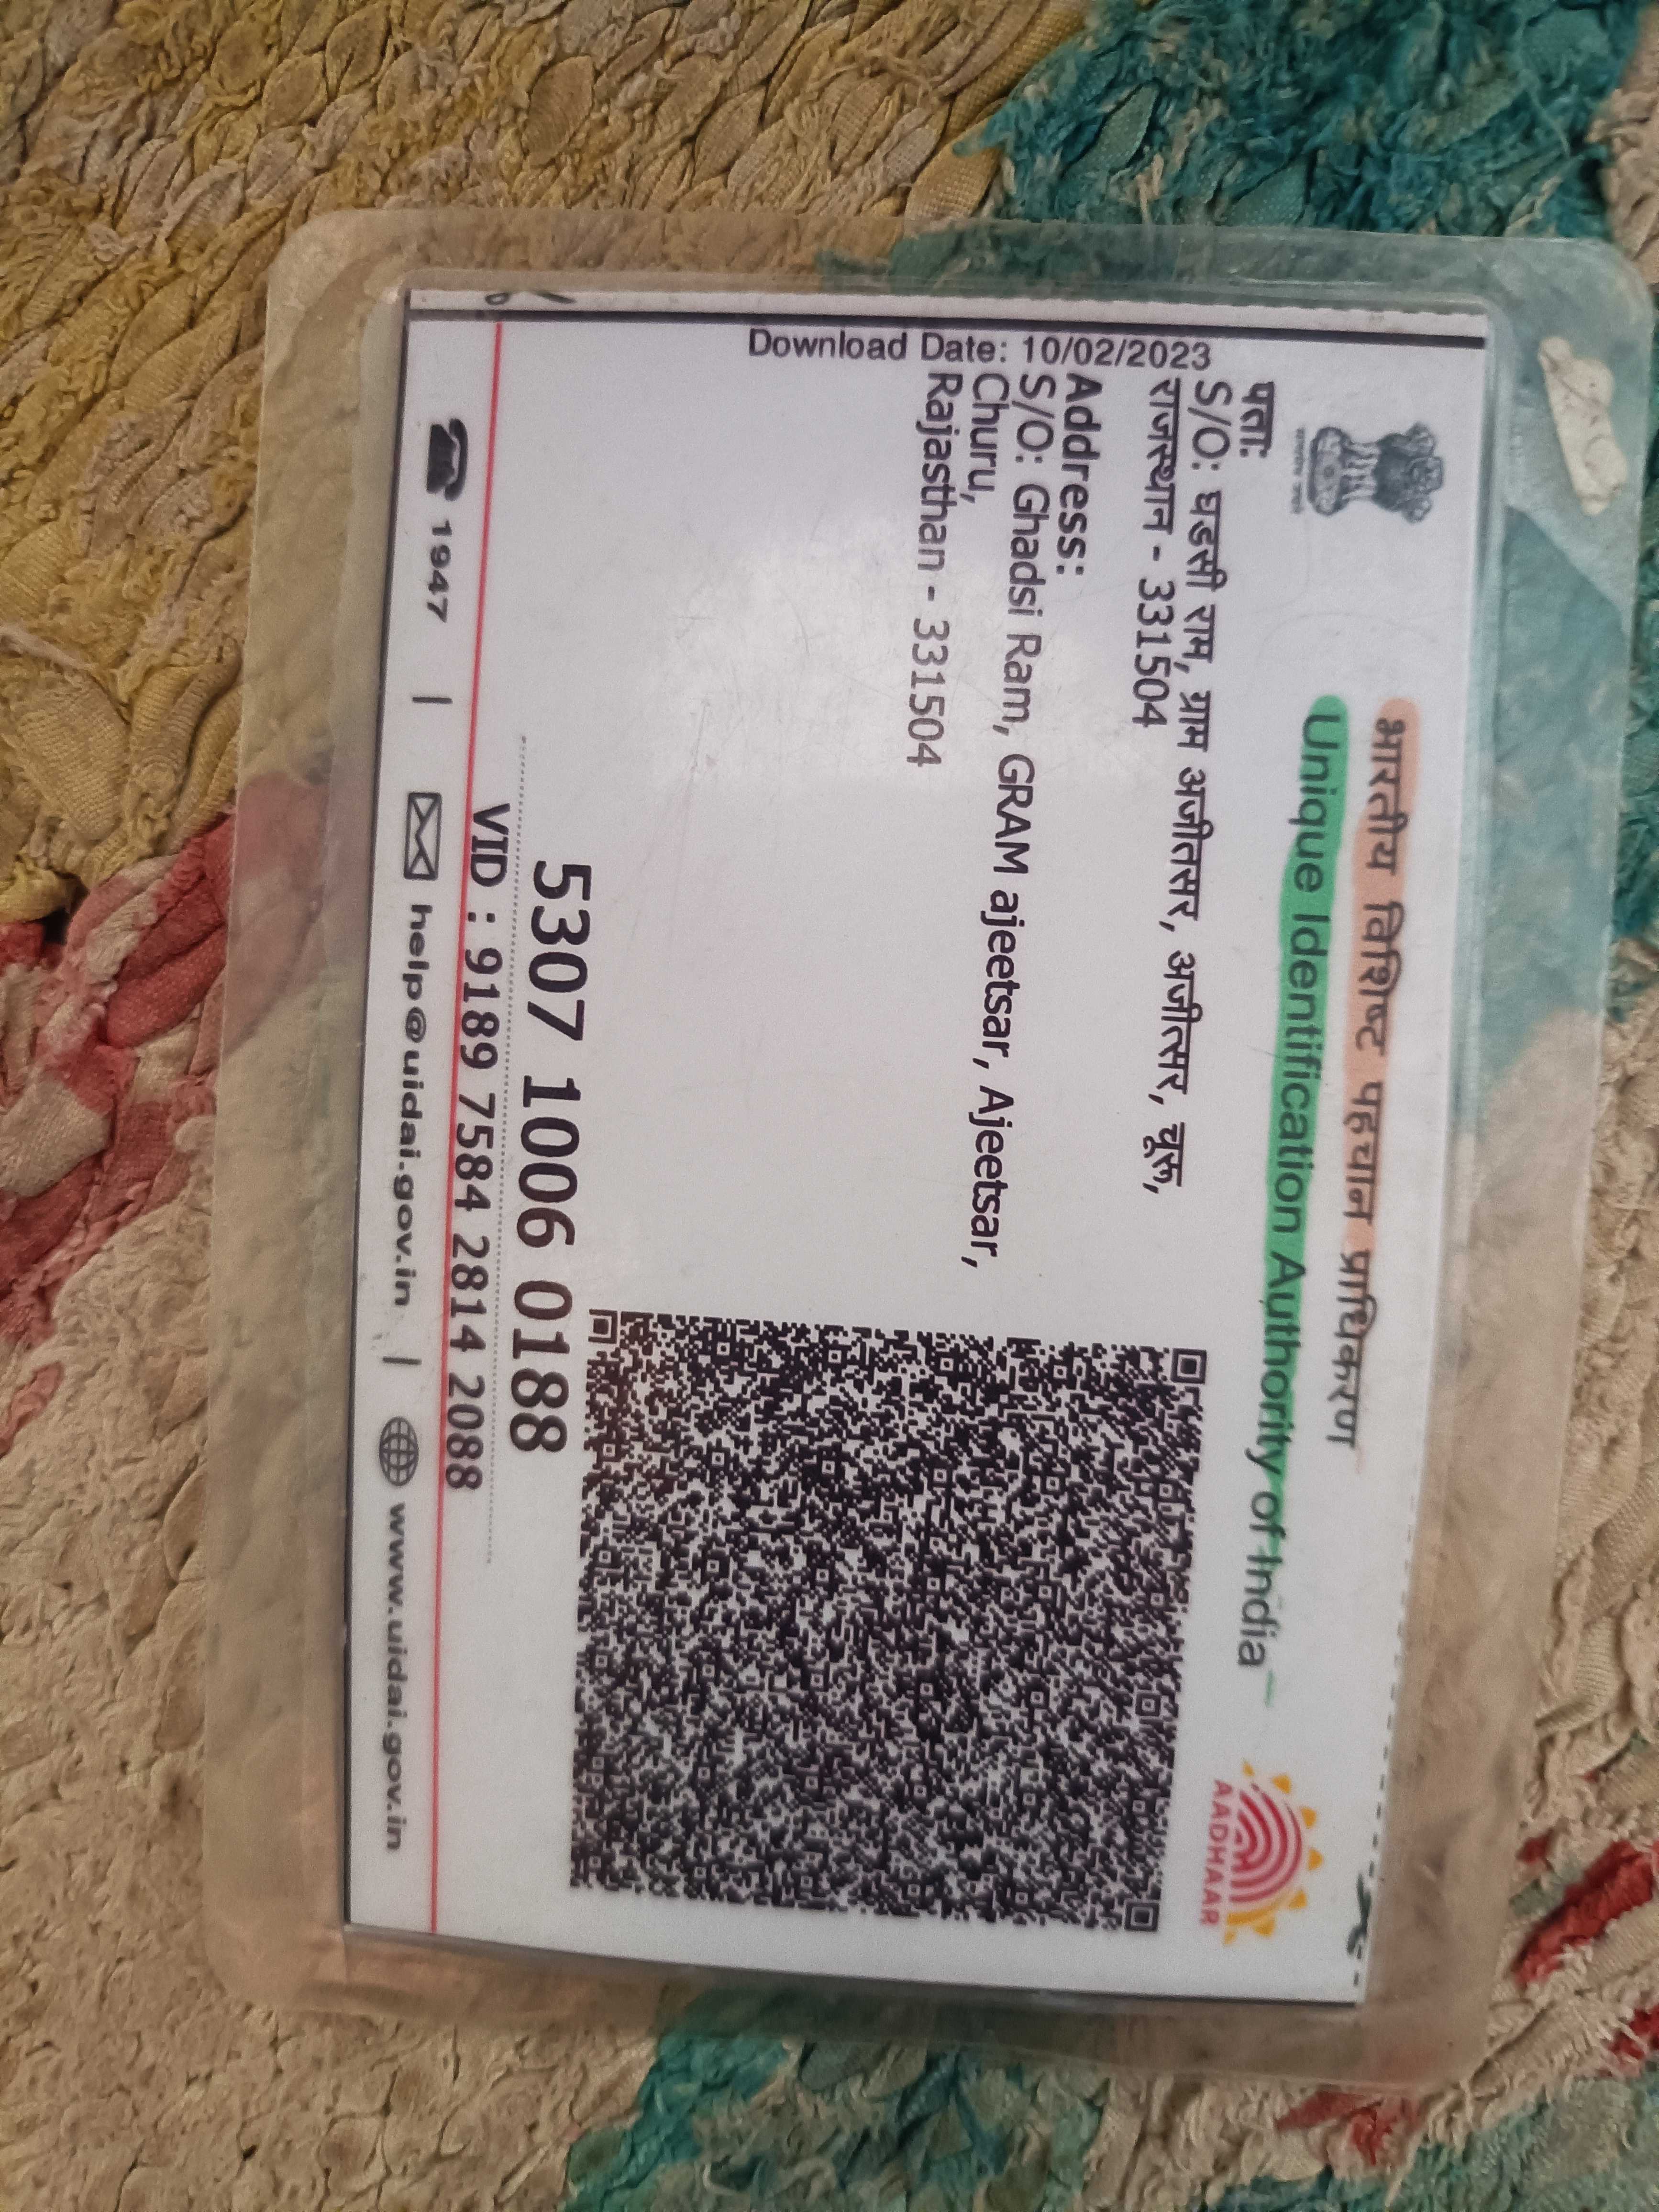 भारतीय विशिष्ट पहचान प्राधिकरण
Unique Identification Authority of India
AADHAAR
Download Date: 10/02/2023
पता:
S/O: घडसी राम, ग्राम अजीतसर, अजीत्सर, चूरू,
राजस्थान - 331504
Address:
S/O: Ghadsi Ram, GRAM ajeetsar, Ajeetsar,
Churu,
Rajasthan - 331504
5307 1006 0188
VID : 9189 7584 2814 2088
1947 | help@uidai.gov.in | www.uidai.gov.in